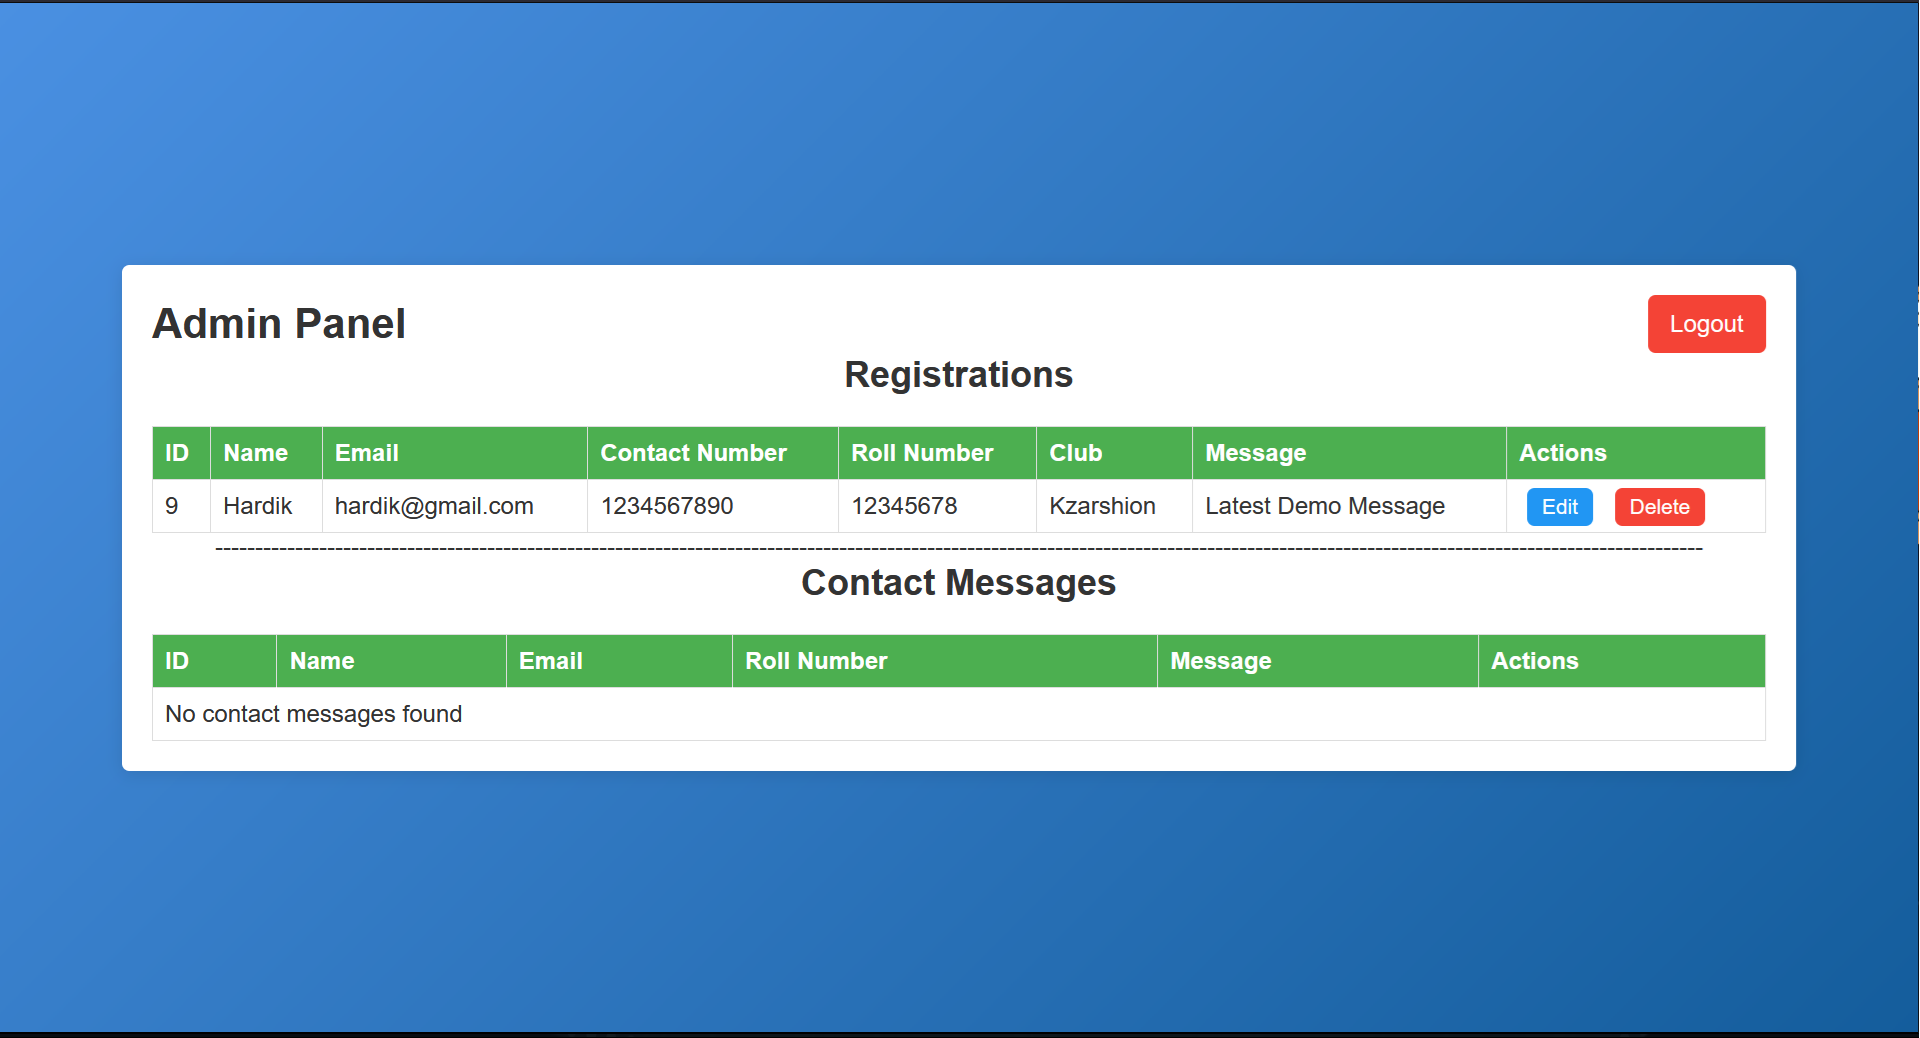 Admin Panel
Logout
Registrations
ID Name Email Contact Number Roll Number Club Message Actions
9 Hardik hardik@gmail.com 1234567890 12345678 Kzarshion Latest Demo Message Edit Delete
Contact Messages
ID Name Email Roll Number Message Actions
No contact messages found